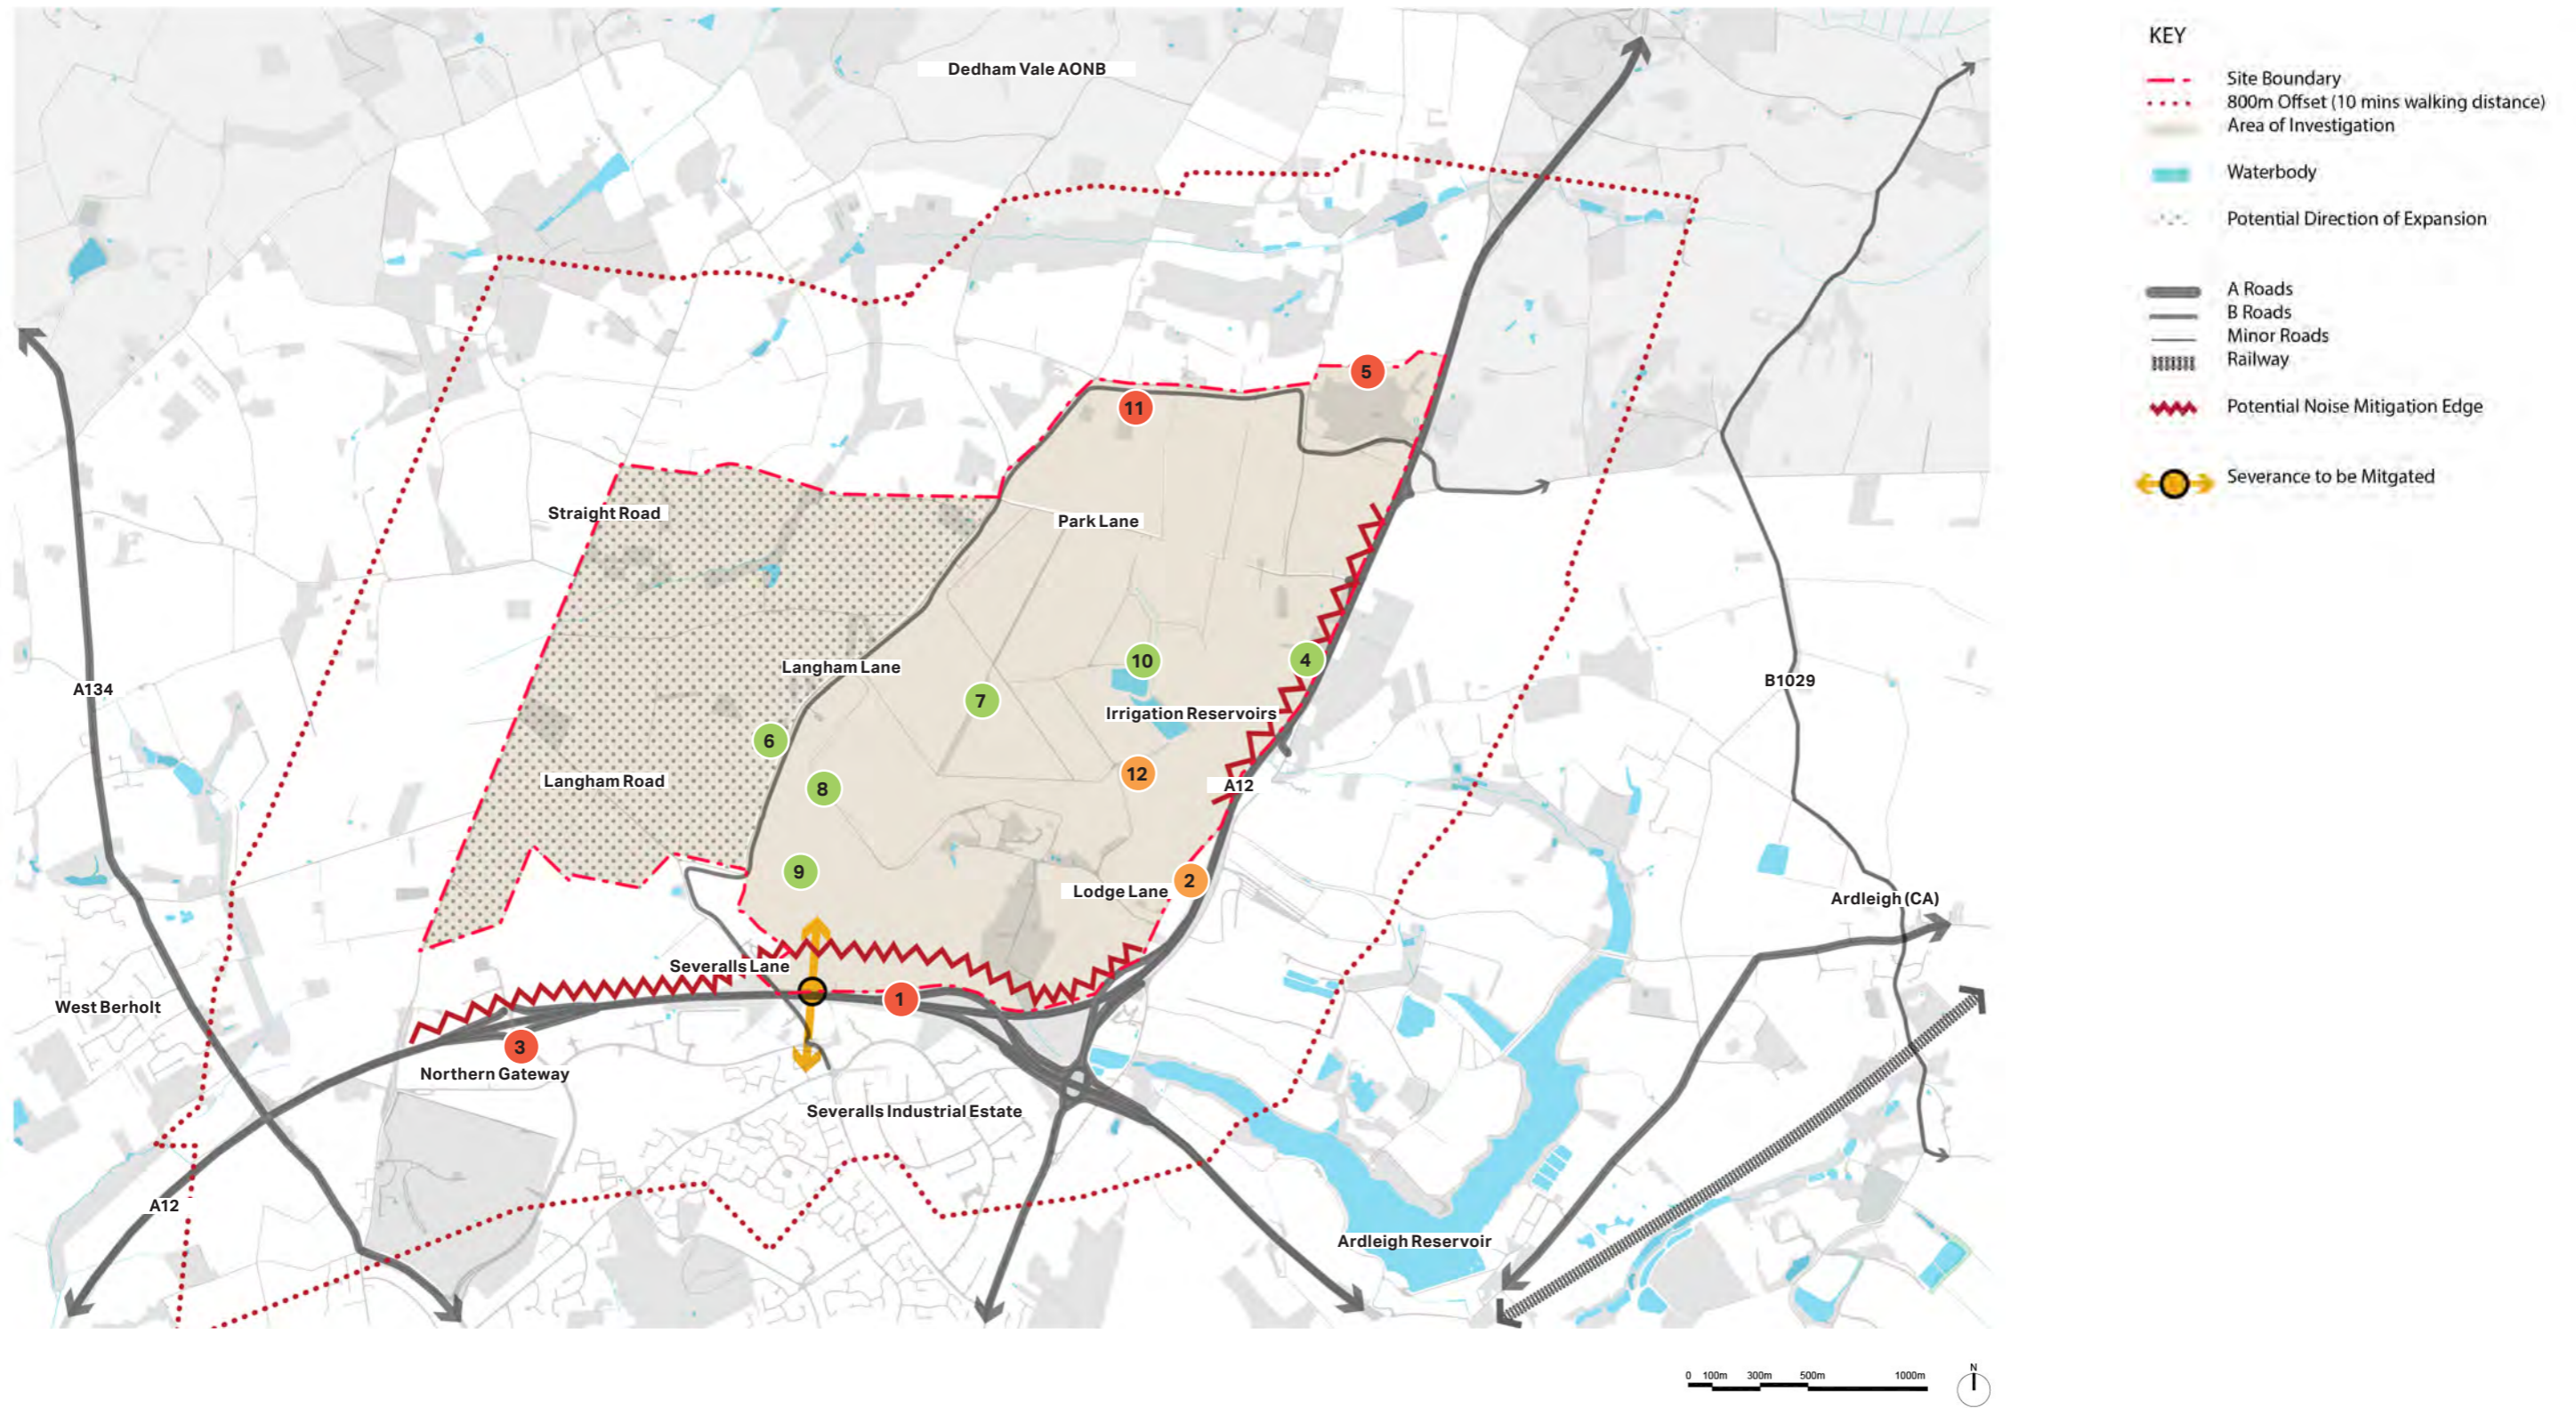 Dedham Vale AONB
5
11
Straight Road
Park Lane
10
4
Langham Lane
A134
B1029
7
Irrigation Reservoirs
6
12
Langham Road
8
A12
9
2
Lodge Lane
Ardleigh (CA)
Severalls Lane
1
West Berholt
3
Northern Gateway
Severalls Industrial Estate
A12
Ardleigh Reservoir
KEY
Site Boundary
800m Offset (10 mins walking distance)
Area of Investigation
Waterbody
Potential Direction of Expansion
A Roads
B Roads
Minor Roads
Railway
Potential Noise Mitigation Edge
Severance to be Mitgated
0 100m 300m 500m 1000m
N